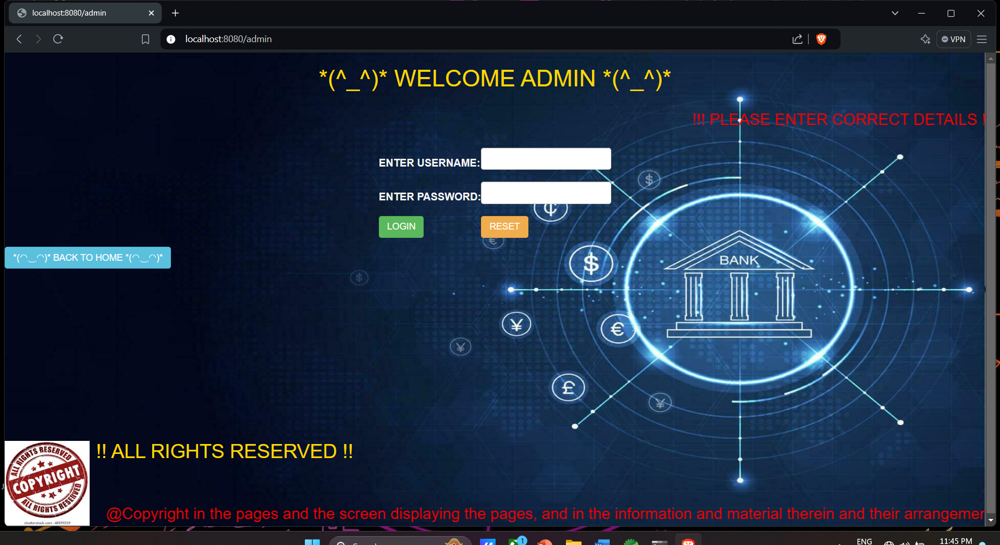 localhost:8080/admin
localhost:8080/admin
VPN
*(^_^)* WELCOME ADMIN *(^_^)*
!!! PLEASE ENTER CORRECT DETAILS !
ENTER USERNAME:
ENTER PASSWORD:
LOGIN
RESET
*(◠‿◠)* BACK TO HOME *(◠‿◠)*
BANK
!! ALL RIGHTS RESERVED !!
ALL RIGHTS RESERVED
COPYRIGHT
ALL RIGHTS RESERVED
shutterstock.com · 48595519
@Copyright in the pages and the screen displaying the pages, and in the information and material therein and their arrangemen
1
ENG
11:45 PM